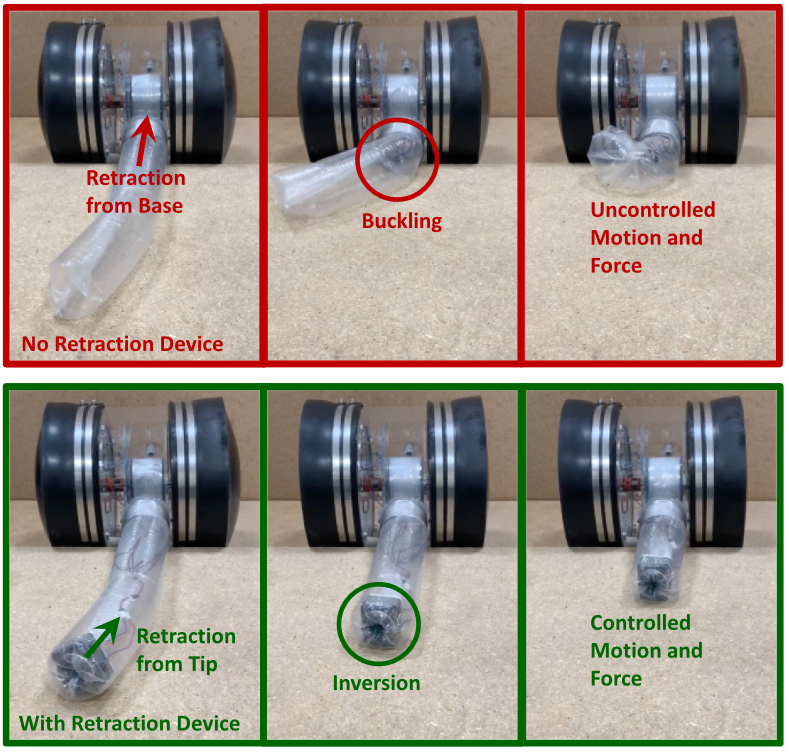 Retraction
from Base
No Retraction Device
Buckling
Uncontrolled
Motion and
Force
Retraction
from Tip
With Retraction Device
Inversion
Controlled
Motion and
Force